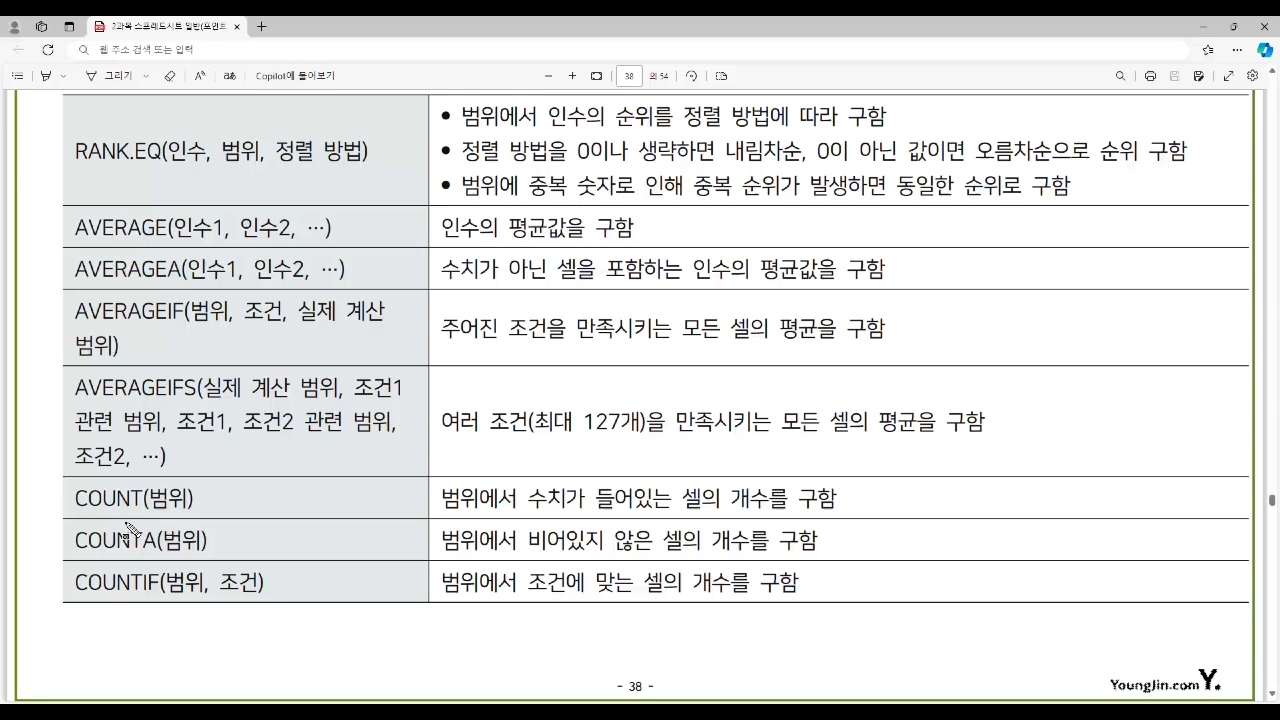 2과목 스프레드시트 일반(포인트
웹 주소 검색 또는 입력
그리기
Copilot에 물어보기
38
의 54
RANK.EQ(인수, 범위, 정렬 방법)
• 범위에서 인수의 순위를 정렬 방법에 따라 구함
• 정렬 방법을 0이나 생략하면 내림차순, 0이 아닌 값이면 오름차순으로 순위 구함
• 범위에 중복 숫자로 인해 중복 순위가 발생하면 동일한 순위로 구함
AVERAGE(인수1, 인수2, …)
인수의 평균값을 구함
AVERAGEA(인수1, 인수2, …)
수치가 아닌 셀을 포함하는 인수의 평균값을 구함
AVERAGEIF(범위, 조건, 실제 계산
범위)
주어진 조건을 만족시키는 모든 셀의 평균을 구함
AVERAGEIFS(실제 계산 범위, 조건1
관련 범위, 조건1, 조건2 관련 범위,
조건2, …)
여러 조건(최대 127개)을 만족시키는 모든 셀의 평균을 구함
COUNT(범위)
범위에서 수치가 들어있는 셀의 개수를 구함
COUNTA(범위)
범위에서 비어있지 않은 셀의 개수를 구함
COUNTIF(범위, 조건)
범위에서 조건에 맞는 셀의 개수를 구함
- 38 -
YoungJin.com Y.